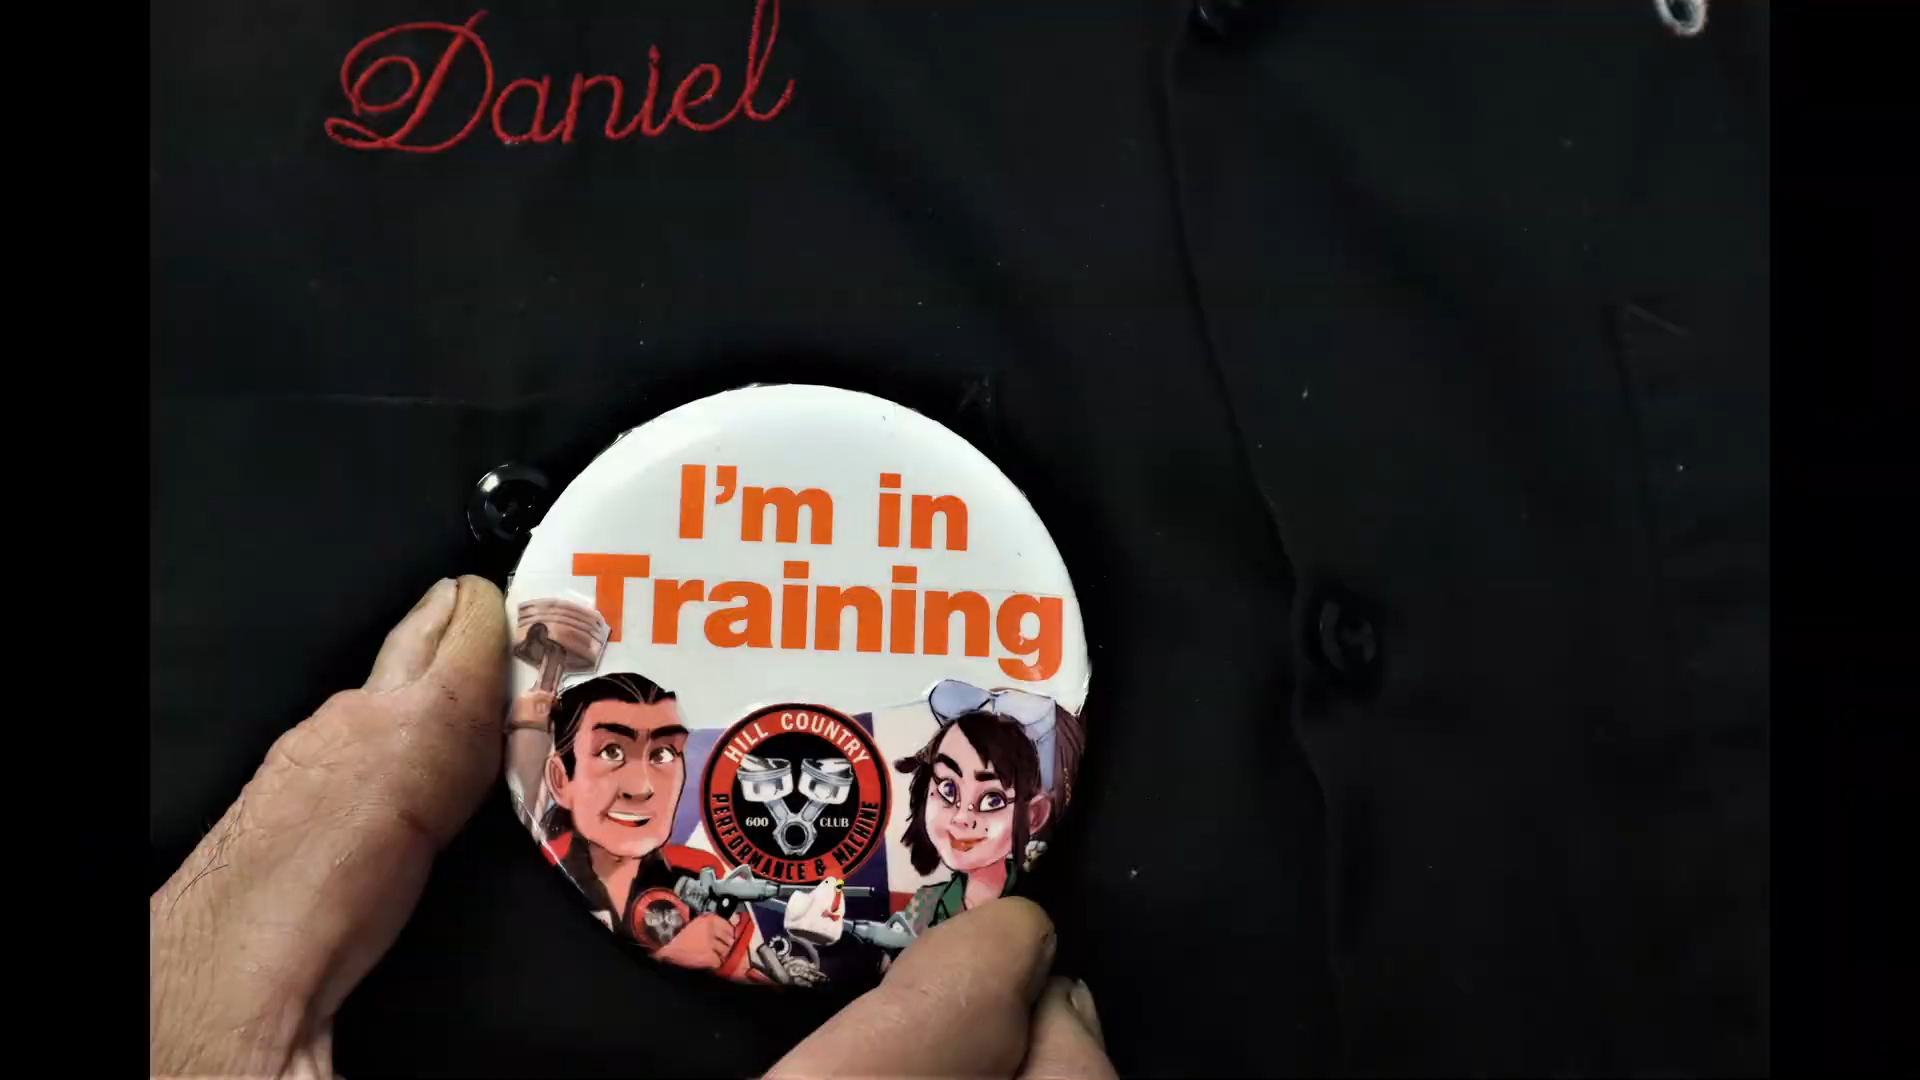 Daniel
I'm in
Training
HILL COUNTRY
600 CLUB
PERFORMANCE & MACHINE